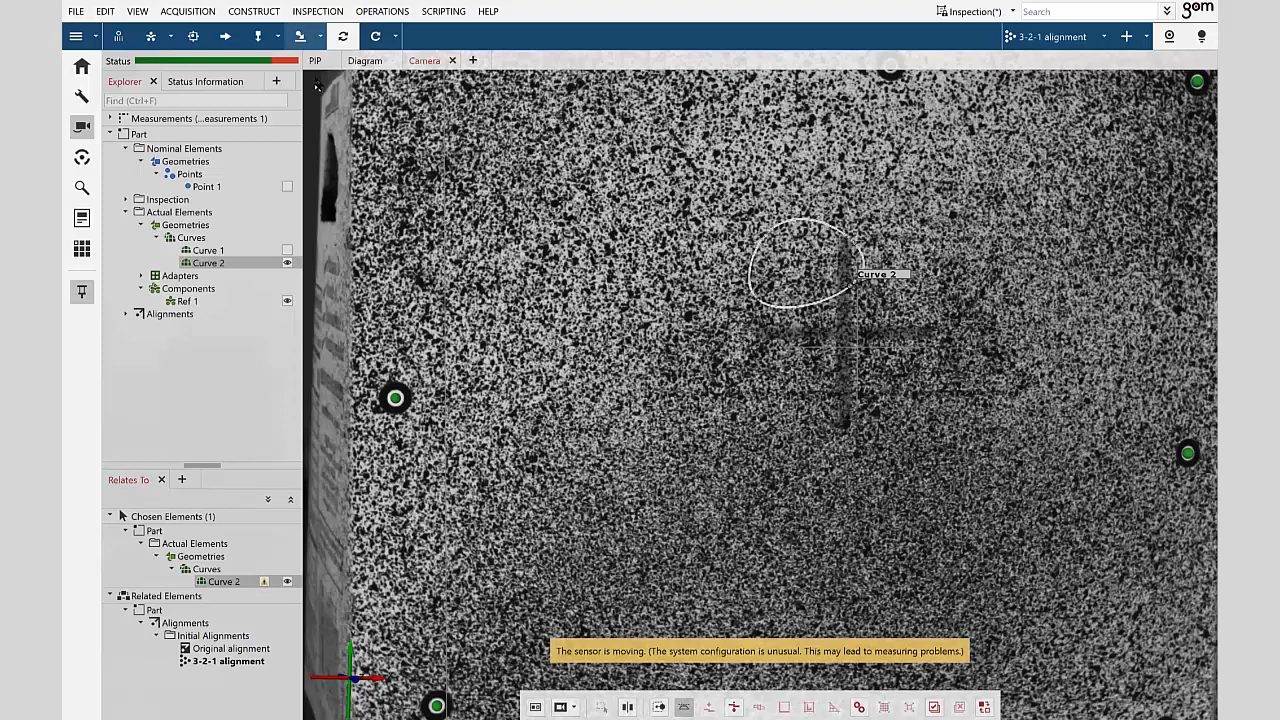 FILE EDIT VIEW ACQUISITION CONSTRUCT INSPECTION OPERATIONS SCRIPTING HELP
Inspection(*)
Search
gom
3-2-1 alignment
Status
PIP
Diagram
Camera
Explorer
Status Information
Find (Ctrl+F)
Measurements (...easurements 1)
Part
Nominal Elements
Geometries
Points
Point 1
Inspection
Actual Elements
Geometries
Curves
Curve 1
Curve 2
Adapters
Components
Ref 1
Alignments
Curve 2
Relates To
Chosen Elements (1)
Part
Actual Elements
Geometries
Curves
Curve 2
Related Elements
Part
Alignments
Initial Alignments
Original alignment
3-2-1 alignment
The sensor is moving. (The system configuration is unusual. This may lead to measuring problems.)